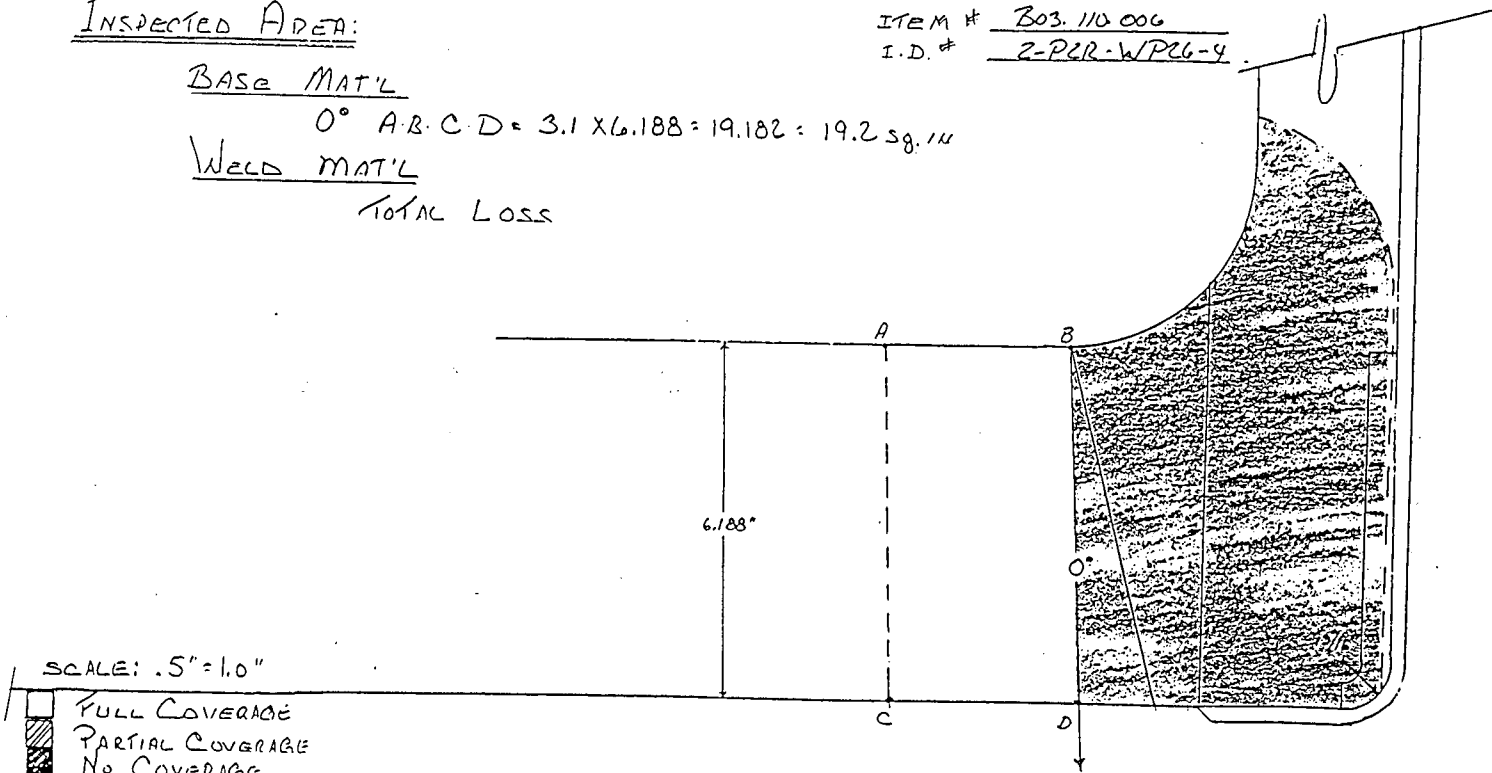 INSPECTED AREA:
ITEM # B03.110.006
I.D. # 2-PZR-WP26-4
BASE MAT'L
0° A.B.C.D = 3.1 X 6.188 = 19.182 = 19.2 sq. in
WELD MAT'L
TOTAL LOSS
A
B
6.188"
0°
SCALE: .5" = 1.0"
C
D
FULL COVERAGE
PARTIAL COVERAGE
NO COVERAGE